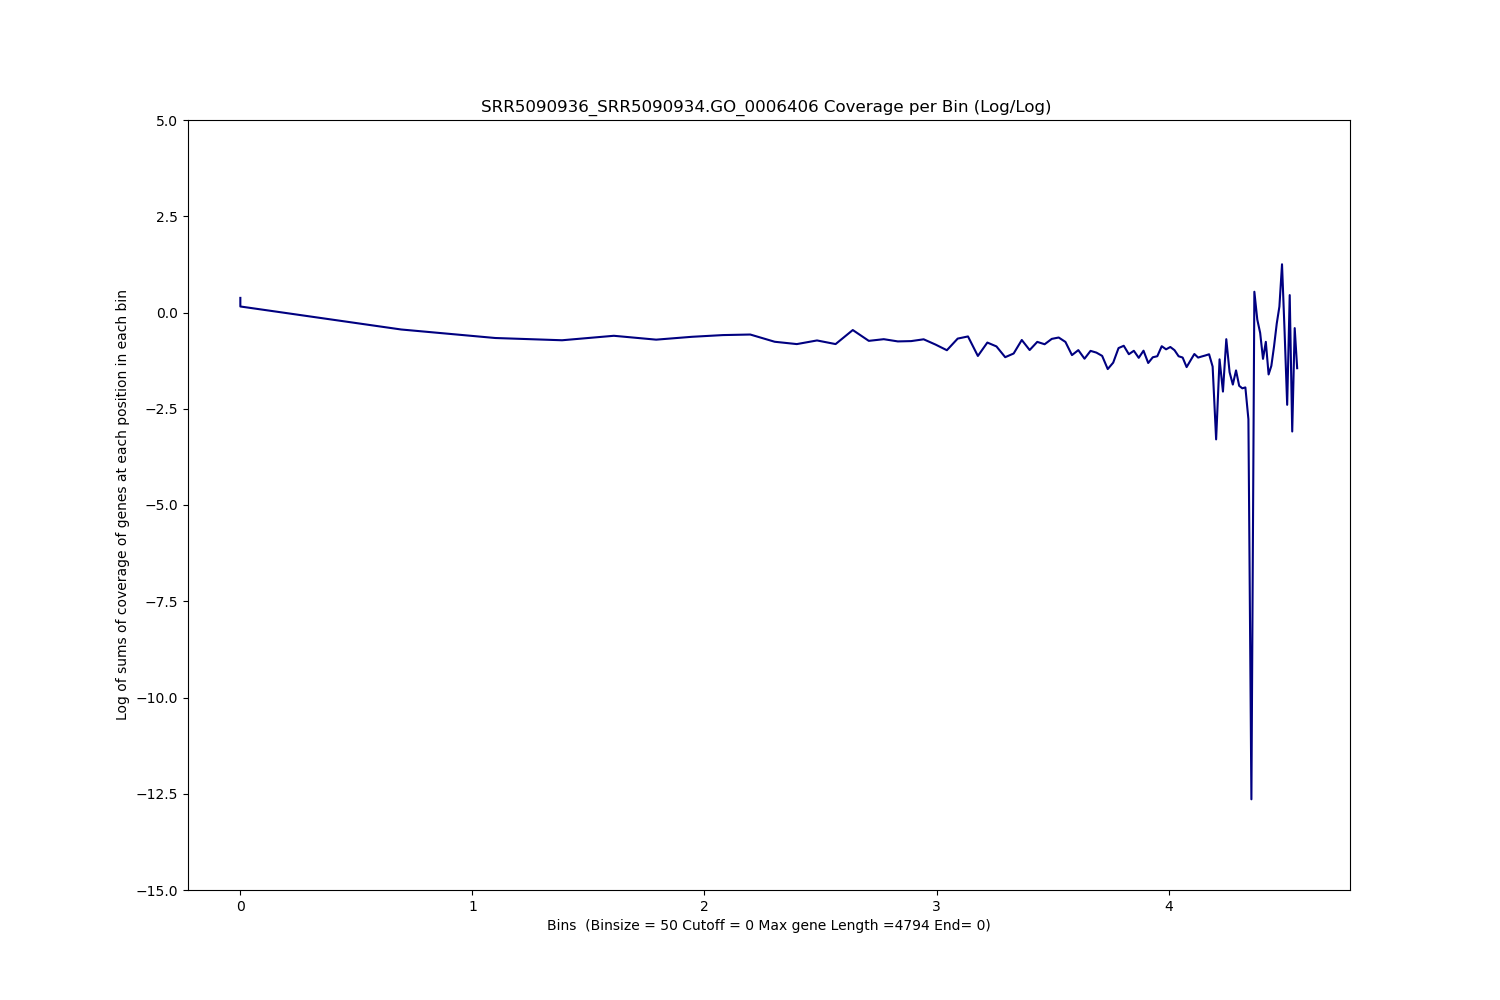 SRR5090936_SRR5090934.GO_0006406 Coverage per Bin (Log/Log)
Log of sums of coverage of genes at each position in each bin
5.0
2.5
0.0
−2.5
−5.0
−7.5
−10.0
−12.5
−15.0
0 1 2 3 4
Bins  (Binsize = 50 Cutoff = 0 Max gene Length =4794 End= 0)